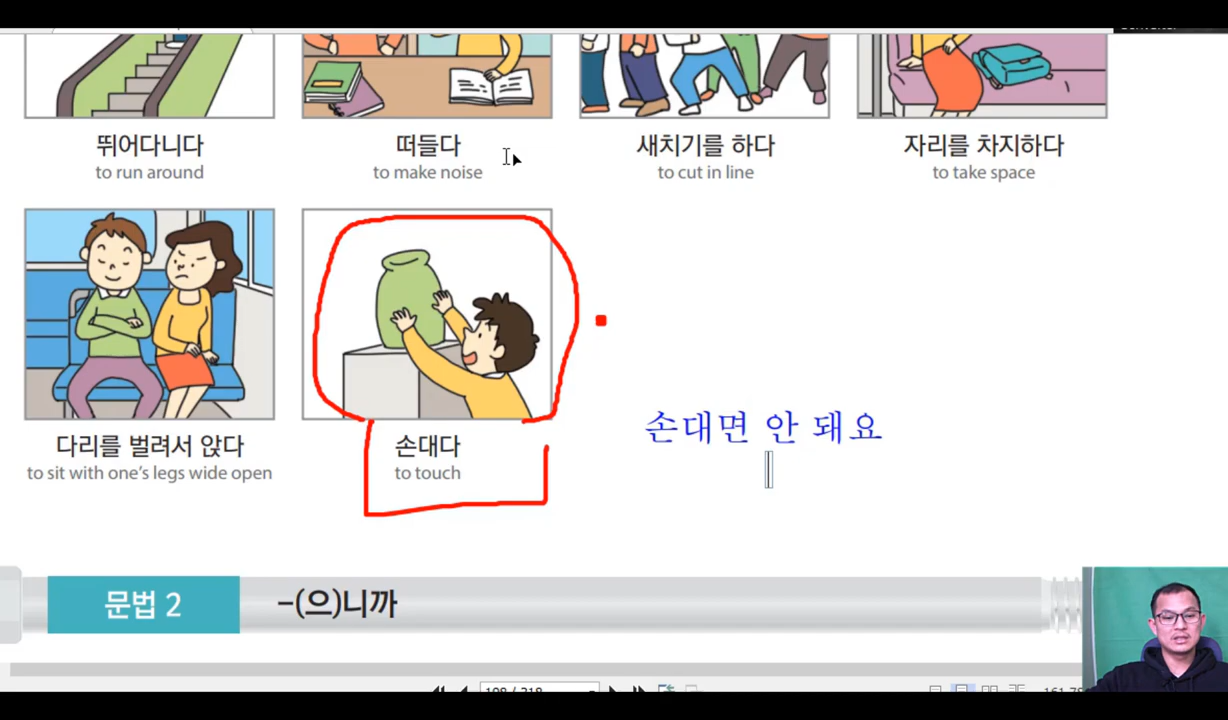 뛰어다니다
to run around
떠들다
to make noise
새치기를 하다
to cut in line
자리를 차지하다
to take space
다리를 벌려서 앉다
to sit with one's legs wide open
손대다
to touch
손대면 안 돼요
문법 2
–(으)니까